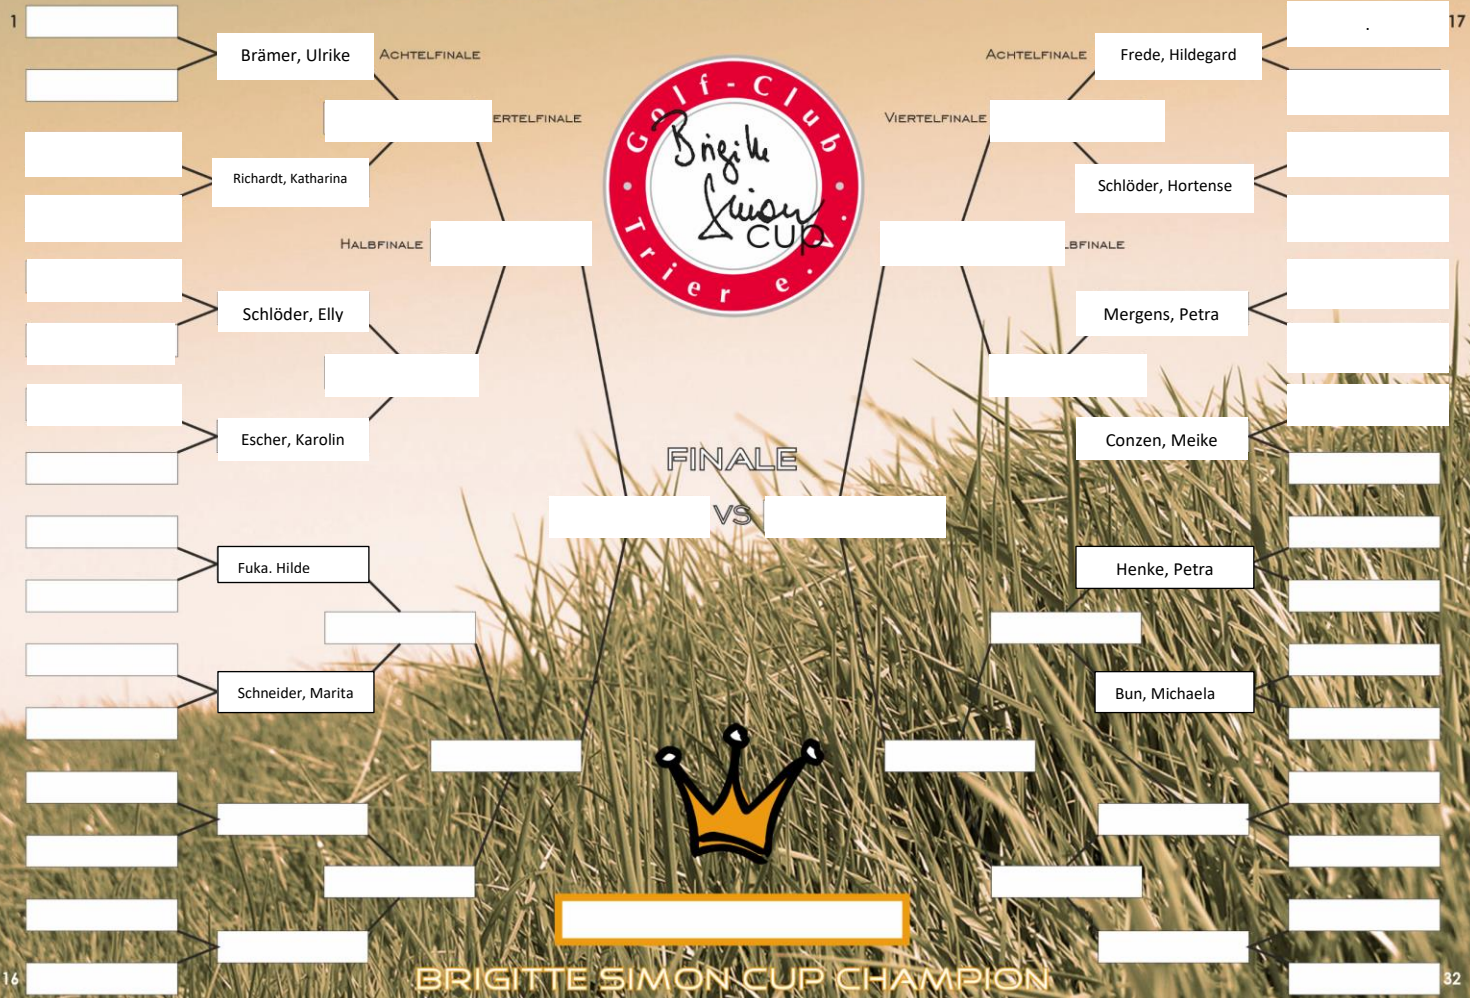 1
17
Brämer, Ulrike
ACHTELFINALE
ACHTELFINALE
Frede, Hildegard
.
ERTELFINALE
VIERTELFINALE
Golf-Club Trier e.V.
Brigitte
Simon
CUP
Richardt, Katharina
Schlöder, Hortense
HALBFINALE
LBFINALE
Schlöder, Elly
Mergens, Petra
Escher, Karolin
Conzen, Meike
FINALE
VS
Fuka. Hilde
Henke, Petra
Schneider, Marita
Bun, Michaela
16
BRIGITTE SIMON CUP CHAMPION
32